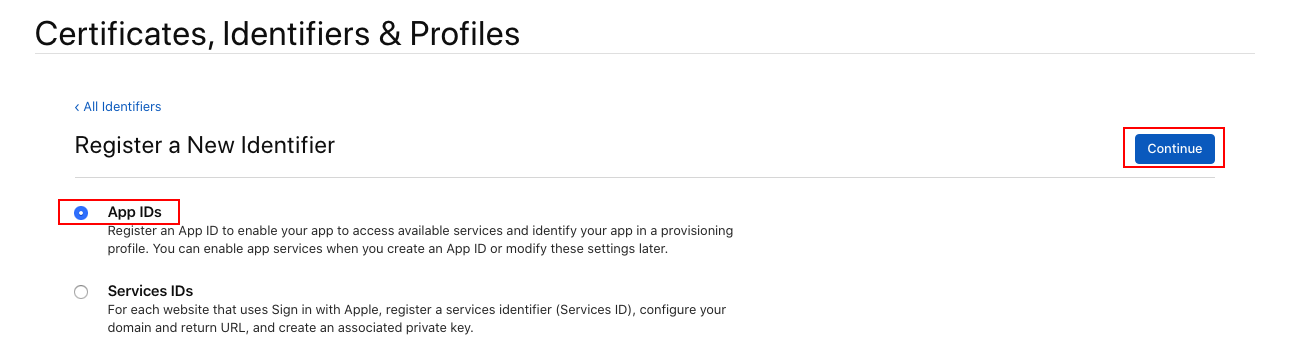 Certificates, Identifiers & Profiles
‹ All Identifiers
Register a New Identifier
Continue
App IDs
Register an App ID to enable your app to access available services and identify your app in a provisioning
profile. You can enable app services when you create an App ID or modify these settings later.
Services IDs
For each website that uses Sign in with Apple, register a services identifier (Services ID), configure your
domain and return URL, and create an associated private key.